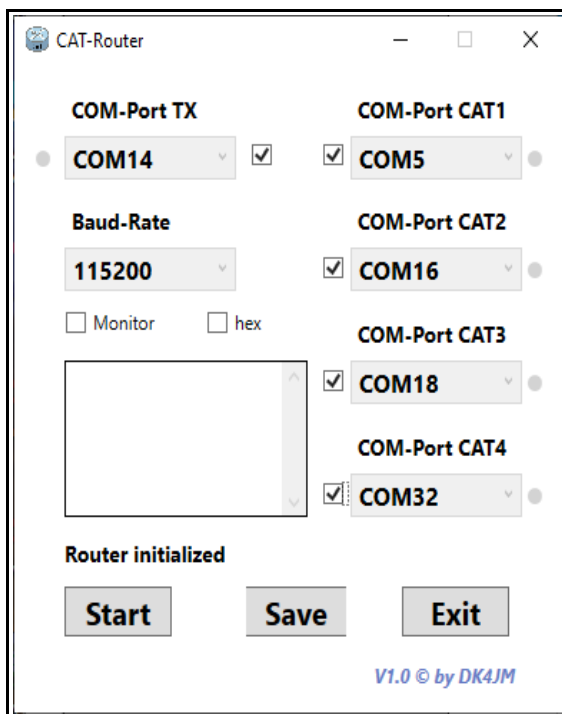 CAT-Router
COM-Port TX
COM-Port CAT1
COM14
COM5
Baud-Rate
COM-Port CAT2
115200
COM16
Monitor
hex
COM-Port CAT3
COM18
COM-Port CAT4
COM32
Router initialized
Start
Save
Exit
V1.0 © by DK4JM